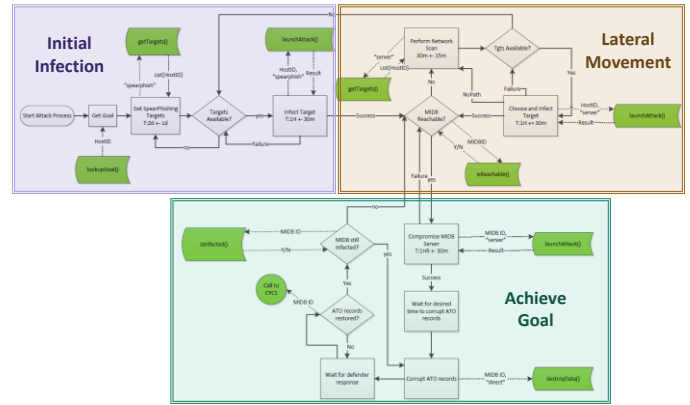 Initial
Infection
getTargets()
launchAttack()
"spearphish"
List[HostID]
HostID,
"spearphish"
Result
Start Attack Process
Get Goal
Get SpearPhishing
Targets
T:2d +- 1d
Targets
Available?
yes
Infect Target
T:1H +- 30m
Success
Failure
no
HostID
lookupGoal()
N
Lateral
Movement
Perform Network
Scan
30m +- 15m
Tgts Available?
"server"
List[HostID]
getTargets()
Yes
No
NoPath
Failure
MIDB
Reachable?
Success
Choose and Infect
Target
T:1H +- 30m
HostID,
"server"
Result
launchAttack()
MIDBID
Y/N
isReachable()
Failure
yes
no
Achieve
Goal
isInfected()
MIDB ID
Y/N
MIDB still
Infected?
yes
Compromise MIDB
Server
T:1HR +- 30m
MIDB ID,
"server"
Result
launchAttack()
Success
Call to
CYCS
MIDB ID
Yes
ATO records
restored?
Wait for desired
time to corrupt ATO
records
No
Wait for defender
response
Corrupt ATO records
MIDB ID,
"direct"
destroyData()